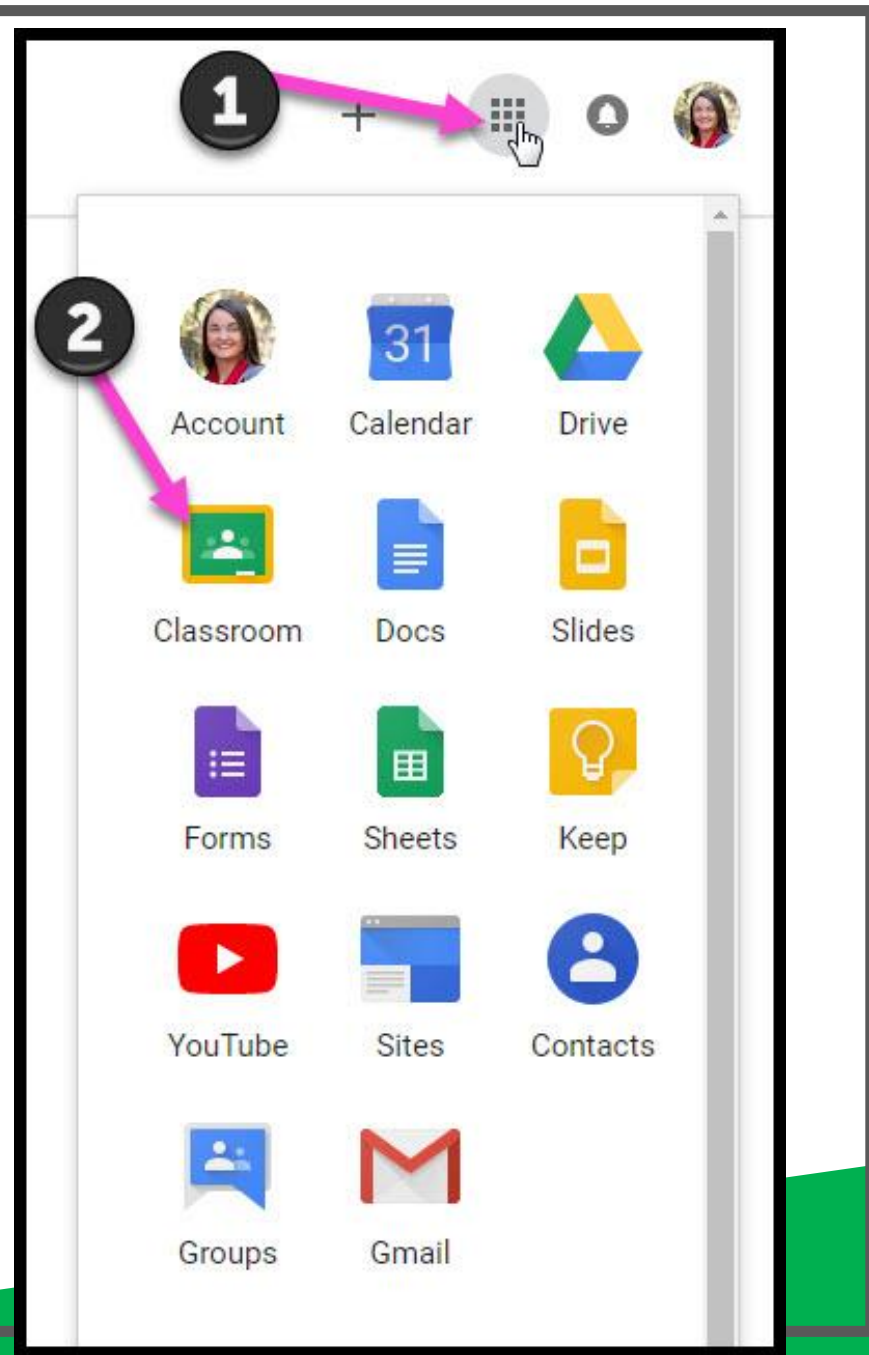 1
2
31
Account Calendar Drive
Classroom Docs Slides
Forms Sheets Keep
YouTube Sites Contacts
Groups Gmail